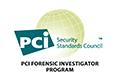 PCI
Security
Standards Council
PCI FORENSIC INVESTIGATOR
PROGRAM